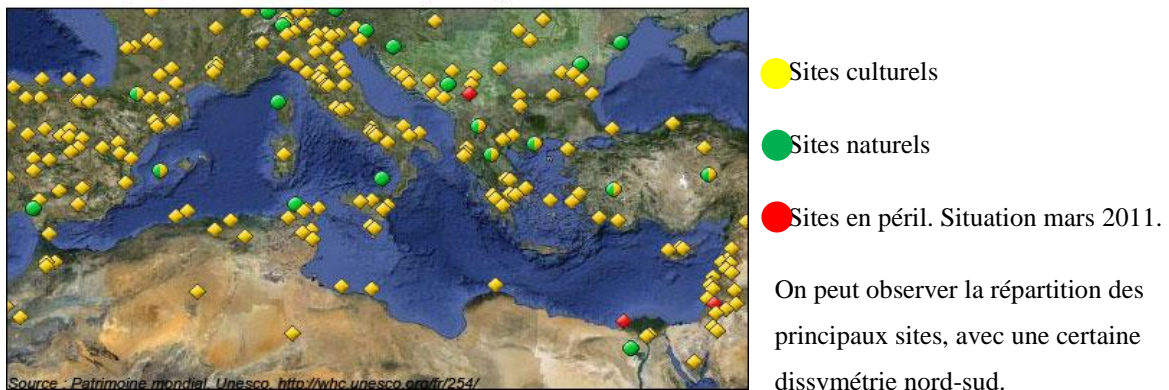 Sites culturels
Sites naturels
Sites en péril. Situation mars 2011.
On peut observer la répartition des
principaux sites, avec une certaine
dissymétrie nord-sud.
Source : Patrimoine mondial, Unesco, http://whc.unesco.org/fr/254/